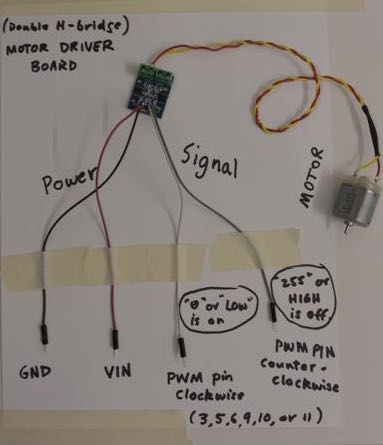 (Double H-bridge)
MOTOR DRIVER
BOARD
Power
Signal
MOTOR
"0" or "LOW"
is on
"255" or
HIGH
is off
GND
VIN
PWM pin
clockwise
(3,5,6,9,10, or 11)
PWM PIN
counter-
clockwise